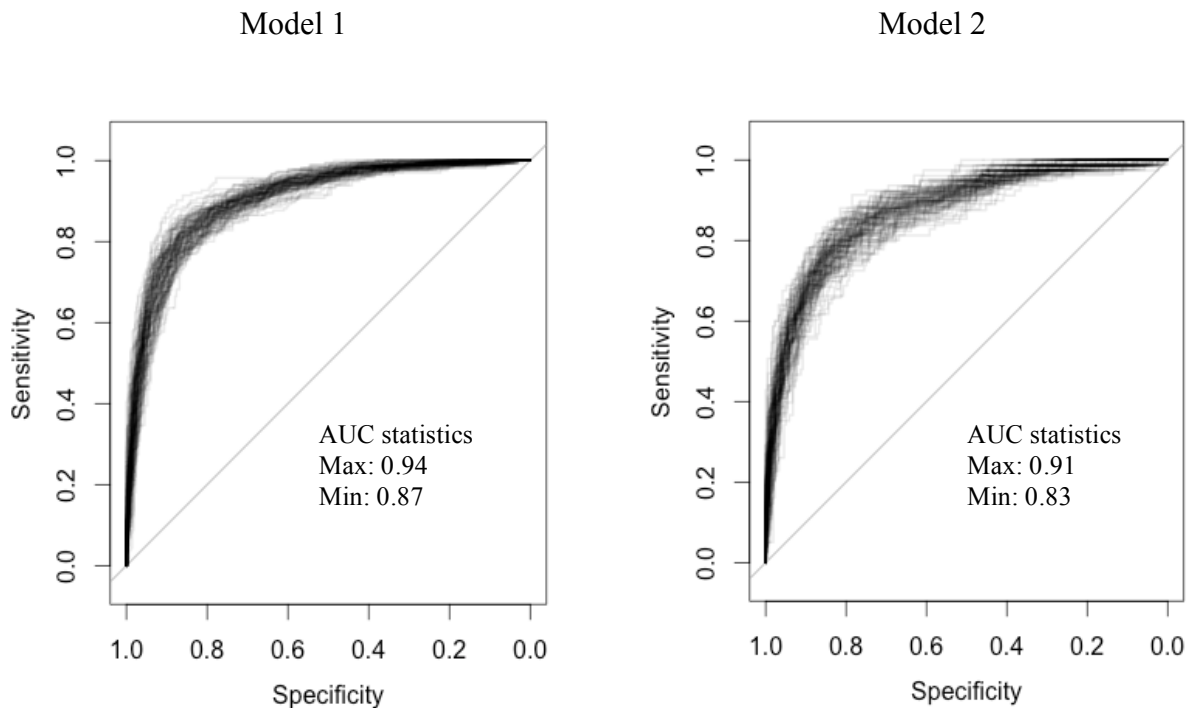 Model 1
Sensitivity
1.0
0.8
0.6
0.4
0.2
0.0
AUC statistics
Max: 0.94
Min: 0.87
1.0 0.8 0.6 0.4 0.2 0.0
Specificity
Model 2
Sensitivity
1.0
0.8
0.6
0.4
0.2
0.0
AUC statistics
Max: 0.91
Min: 0.83
1.0 0.8 0.6 0.4 0.2 0.0
Specificity